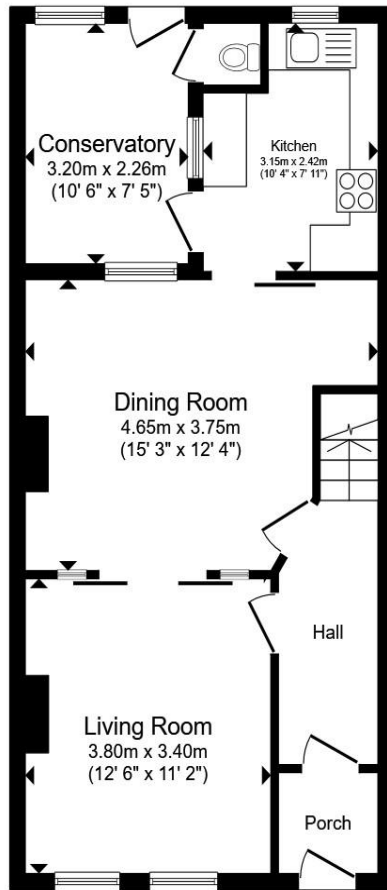 Conservatory
3.20m x 2.26m
(10' 6" x 7' 5")
Kitchen
3.15m x 2.42m
(10' 4" x 7' 11")
Dining Room
4.65m x 3.75m
(15' 3" x 12' 4")
Hall
Living Room
3.80m x 3.40m
(12' 6" x 11' 2")
Porch